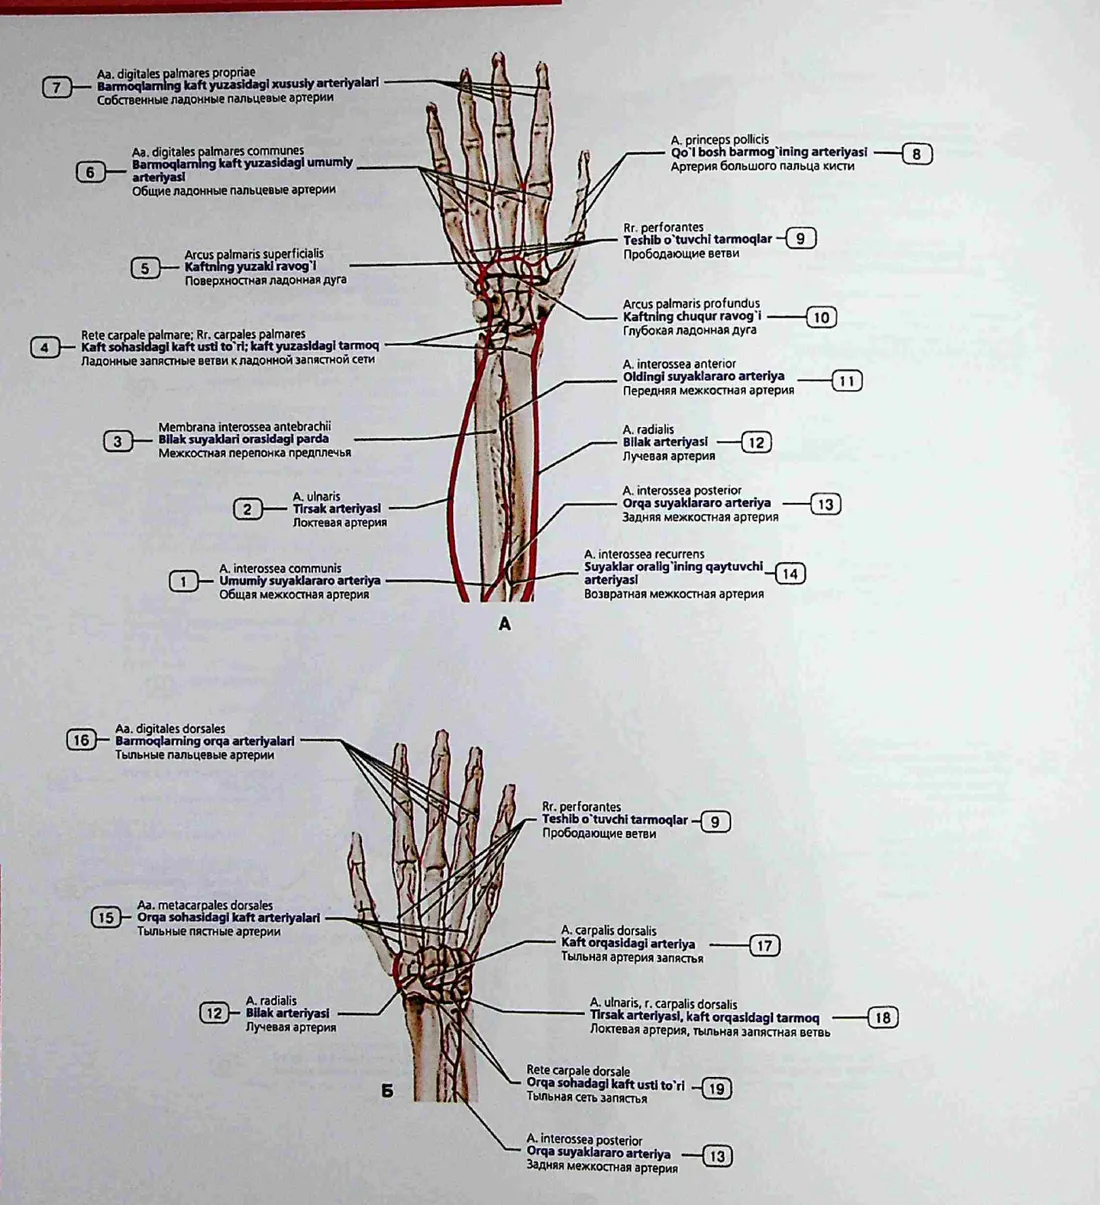 7
Aa. digitales palmares propriae
Barmoqlarning kaft yuzasidagi xususiy arteriyalari
Собственные ладонные пальцевые артерии
6
Aa. digitales palmares communes
Barmoqlarning kaft yuzasidagi umumiy
arteriyasi
Общие ладонные пальцевые артерии
5
Arcus palmaris superficialis
Kaftning yuzaki ravog`i
Поверхностная ладонная дуга
4
Rete carpale palmare; Rr. carpales palmares
Kaft sohasidagi kaft usti to`ri; kaft yuzasidagi tarmoq
Ладонные запястные ветви к ладонной запястной сети
3
Membrana interossea antebrachii
Bilak suyaklari orasidagi parda
Межкостная перепонка предплечья
2
A. ulnaris
Tirsak arteriyasi
Локтевая артерия
1
A. interossea communis
Umumiy suyaklararo arteriya
Общая межкостная артерия
A. princeps pollicis
Qo`l bosh barmog`ining arteriyasi
Артерия большого пальца кисти
8
Rr. perforantes
Teshib o`tuvchi tarmoqlar
Прободающие ветви
9
Arcus palmaris profundus
Kaftning chuqur ravog`i
Глубокая ладонная дуга
10
A. interossea anterior
Oldingi suyaklararo arteriya
Передняя межкостная артерия
11
A. radialis
Bilak arteriyasi
Лучевая артерия
12
A. interossea posterior
Orqa suyaklararo arteriya
Задняя межкостная артерия
13
A. interossea recurrens
Suyaklar oralig`ining qaytuvchi
arteriyasi
Возвратная межкостная артерия
14
А
16
Aa. digitales dorsales
Barmoqlarning orqa arteriyalari
Тыльные пальцевые артерии
15
Aa. metacarpales dorsales
Orqa sohasidagi kaft arteriyalari
Тыльные пястные артерии
12
A. radialis
Bilak arteriyasi
Лучевая артерия
Rr. perforantes
Teshib o`tuvchi tarmoqlar
Прободающие ветви
9
A. carpalis dorsalis
Kaft orqasidagi arteriya
Тыльная артерия запястья
17
A. ulnaris, r. carpalis dorsalis
Tirsak arteriyasi, kaft orqasidagi tarmoq
Локтевая артерия, тыльная запястная ветвь
18
Rete carpale dorsale
Orqa sohadagi kaft usti to`ri
Тыльная сеть запястья
19
A. interossea posterior
Orqa suyaklararo arteriya
Задняя межкостная артерия
13
Б